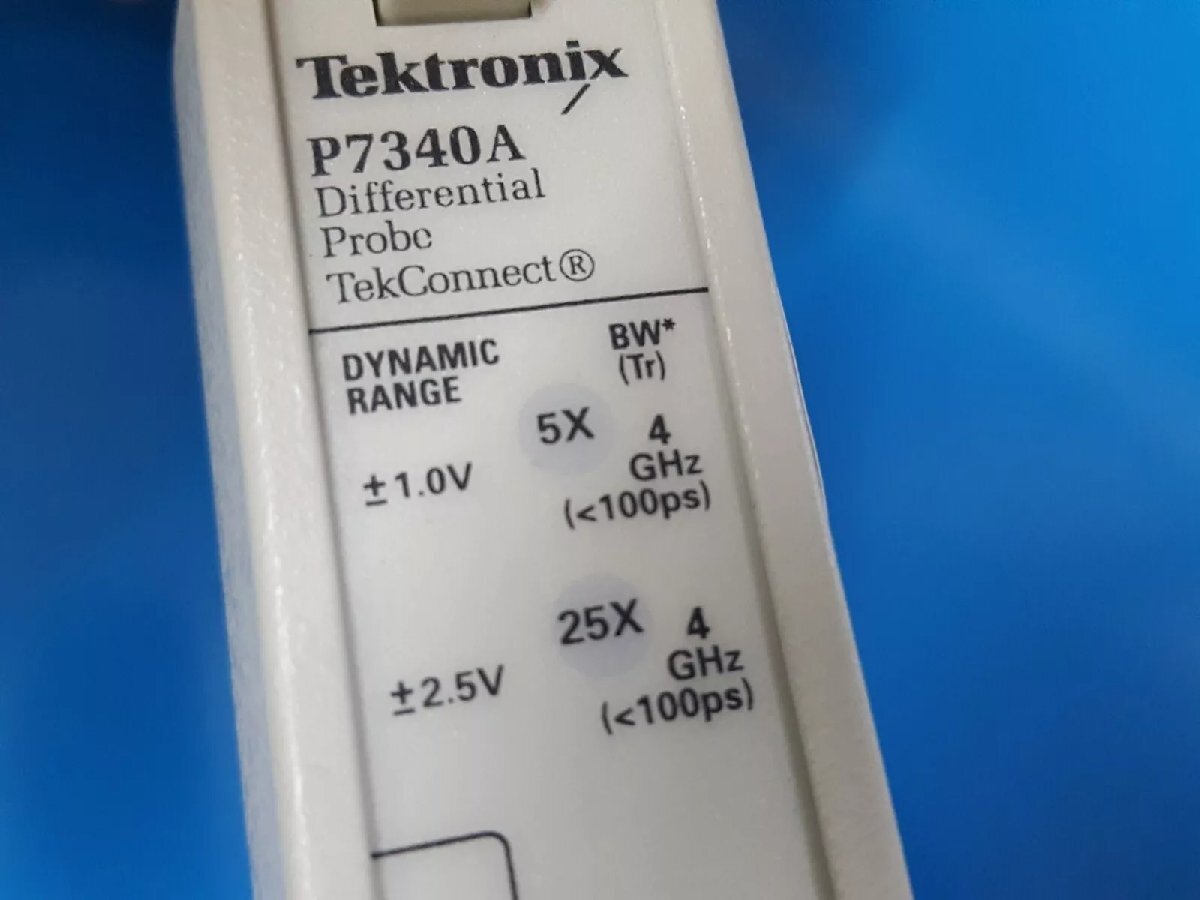 Tektronix
P7340A
Differential
Probe
TekConnect®
DYNAMIC RANGE
BW*
(Tr)
5X
±1.0V
4
GHz
(<100ps)
25X
±2.5V
4
GHz
(<100ps)